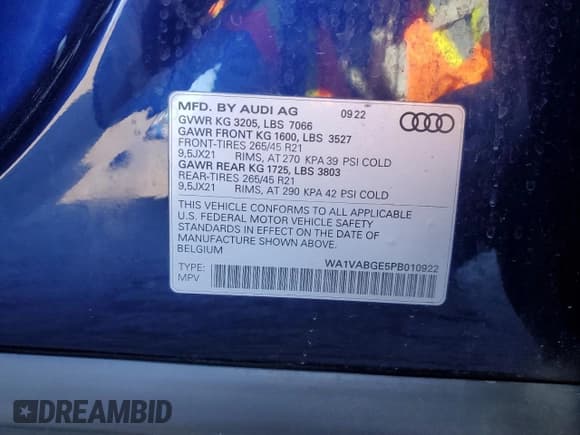 MFD. BY AUDI AG 09 22
GVWR KG 3205, LBS 7066
GAWR FRONT KG 1600, LBS 3527
FRONT-TIRES 265/45 R21
9,5JX21 RIMS, AT 270 KPA 39 PSI COLD
GAWR REAR KG 1725, LBS 3803
REAR-TIRES 265/45 R21
9,5JX21 RIMS, AT 290 KPA 42 PSI COLD
THIS VEHICLE CONFORMS TO ALL APPLICABLE
U.S. FEDERAL MOTOR VEHICLE SAFETY
STANDARDS IN EFFECT ON THE DATE OF
MANUFACTURE SHOWN ABOVE.
BELGIUM WA1VABGE5PB010922
TYPE:
MPV
DREAMBID